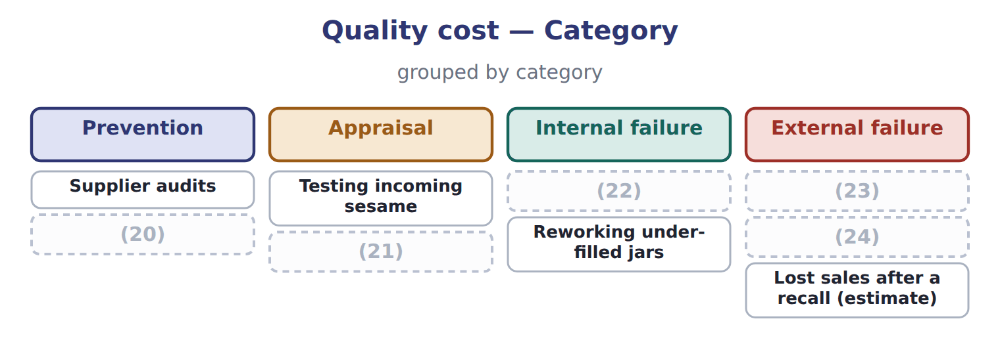 Quality cost — Category
grouped by category
Prevention
Supplier audits
(20)
Appraisal
Testing incoming
sesame
(21)
Internal failure
(22)
Reworking under-
filled jars
External failure
(23)
(24)
Lost sales after a
recall (estimate)